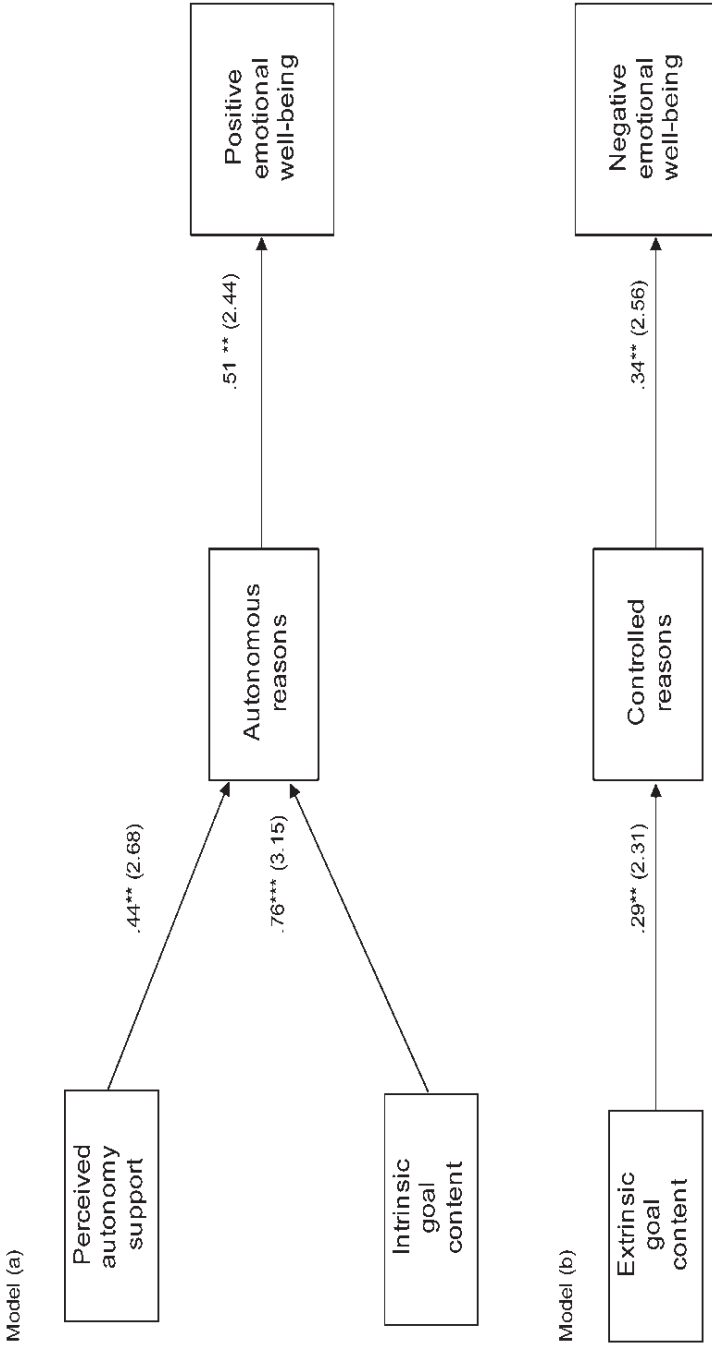 Model (a)
Perceived
autonomy
support
.44** (2.68)
Intrinsic
goal
content
.76*** (3.15)
Autonomous
reasons
.51 ** (2.44)
Positive
emotional
well-being
Model (b)
Extrinsic
goal
content
.29** (2.31)
Controlled
reasons
.34** (2.56)
Negative
emotional
well-being